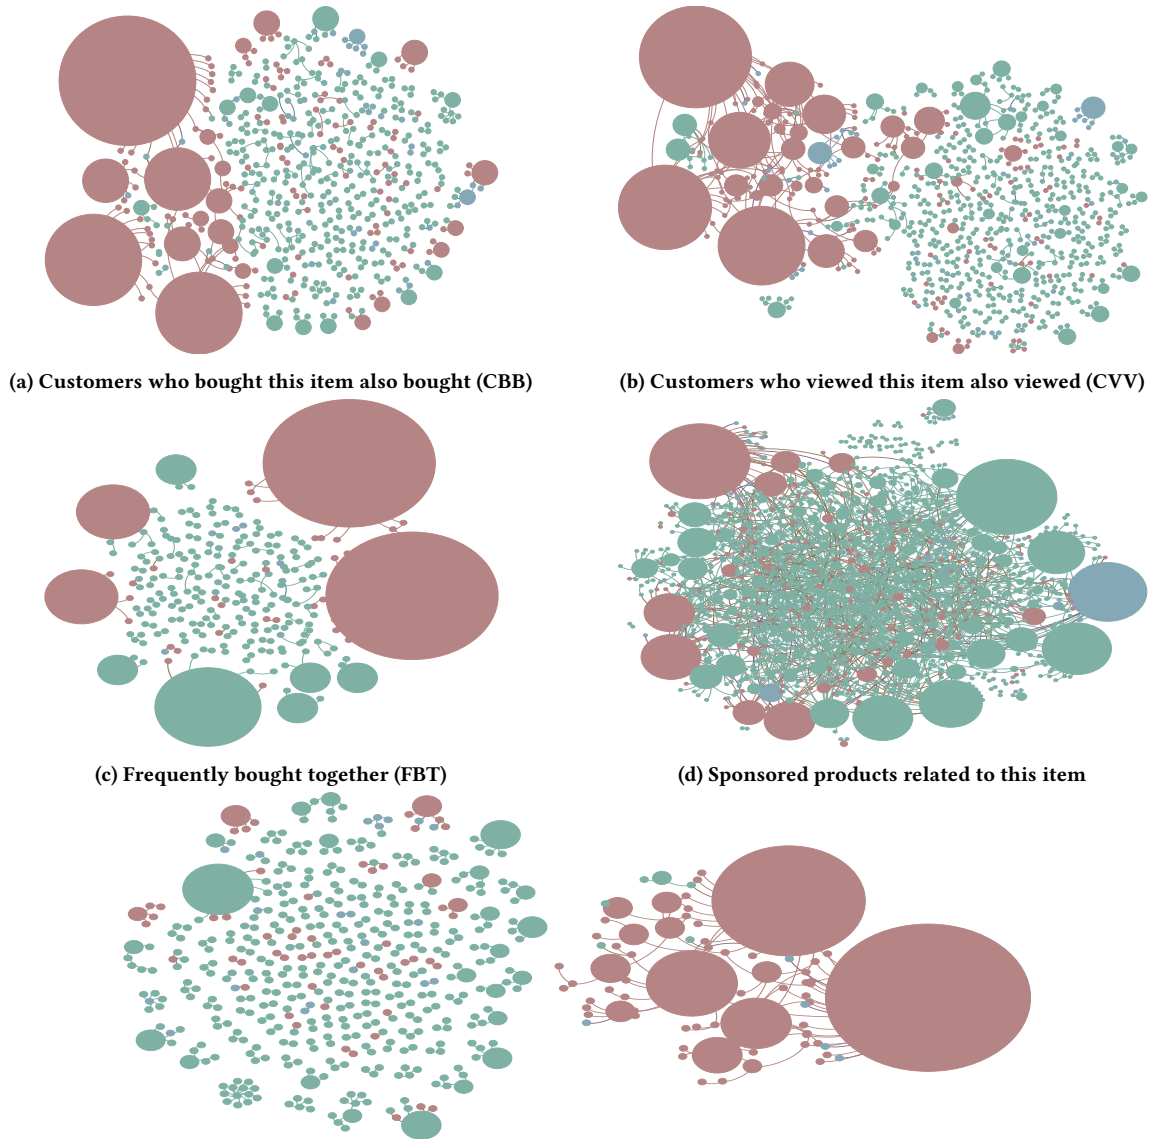 (a) Customers who bought this item also bought (CBB)
(b) Customers who viewed this item also viewed (CVV)
(c) Frequently bought together (FBT)
(d) Sponsored products related to this item